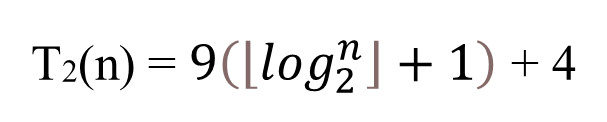 T₂(n) = 9(⌊log₂ⁿ⌋ + 1) + 4